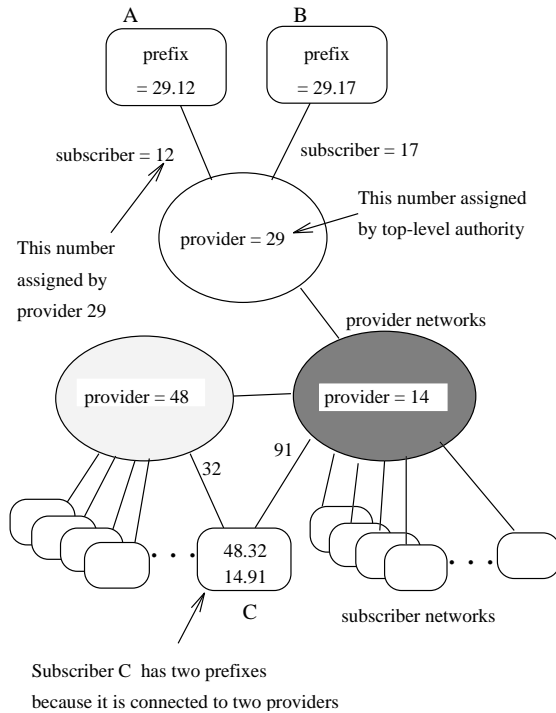 A
B
prefix
= 29.12
prefix
= 29.17
subscriber = 12
subscriber = 17
This number assigned
by top-level authority
provider = 29
This number
assigned by
provider 29
provider networks
provider = 48
provider = 14
32
91
48.32
14.91
C
subscriber networks
Subscriber C has two prefixes
because it is connected to two providers